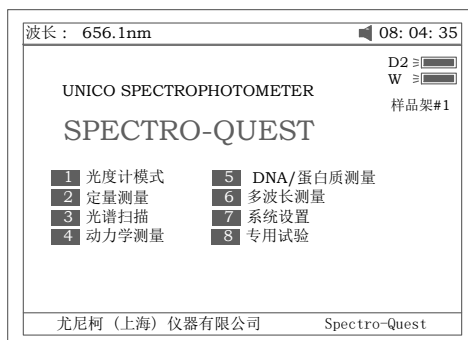 波长： 656.1nm 08: 04: 35
D2
W
样品架#1
UNICO SPECTROPHOTOMETER
SPECTRO-QUEST
1 光度计模式 5 DNA/蛋白质测量
2 定量测量 6 多波长测量
3 光谱扫描 7 系统设置
4 动力学测量 8 专用试验
尤尼柯（上海）仪器有限公司 Spectro-Quest